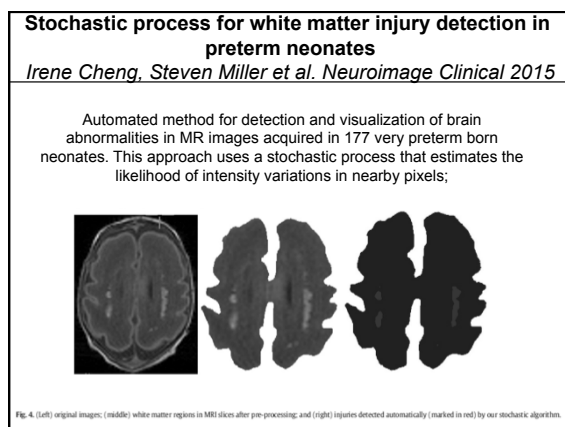 Stochastic process for white matter injury detection in
preterm neonates
Irene Cheng, Steven Miller et al. Neuroimage Clinical 2015
Automated method for detection and visualization of brain
abnormalities in MR images acquired in 177 very preterm born
neonates. This approach uses a stochastic process that estimates the
likelihood of intensity variations in nearby pixels;
Fig. 4. (Left) original images; (middle) white matter regions in MRI slices after pre-processing; and (right) injuries detected automatically (marked in red) by our stochastic algorithm.